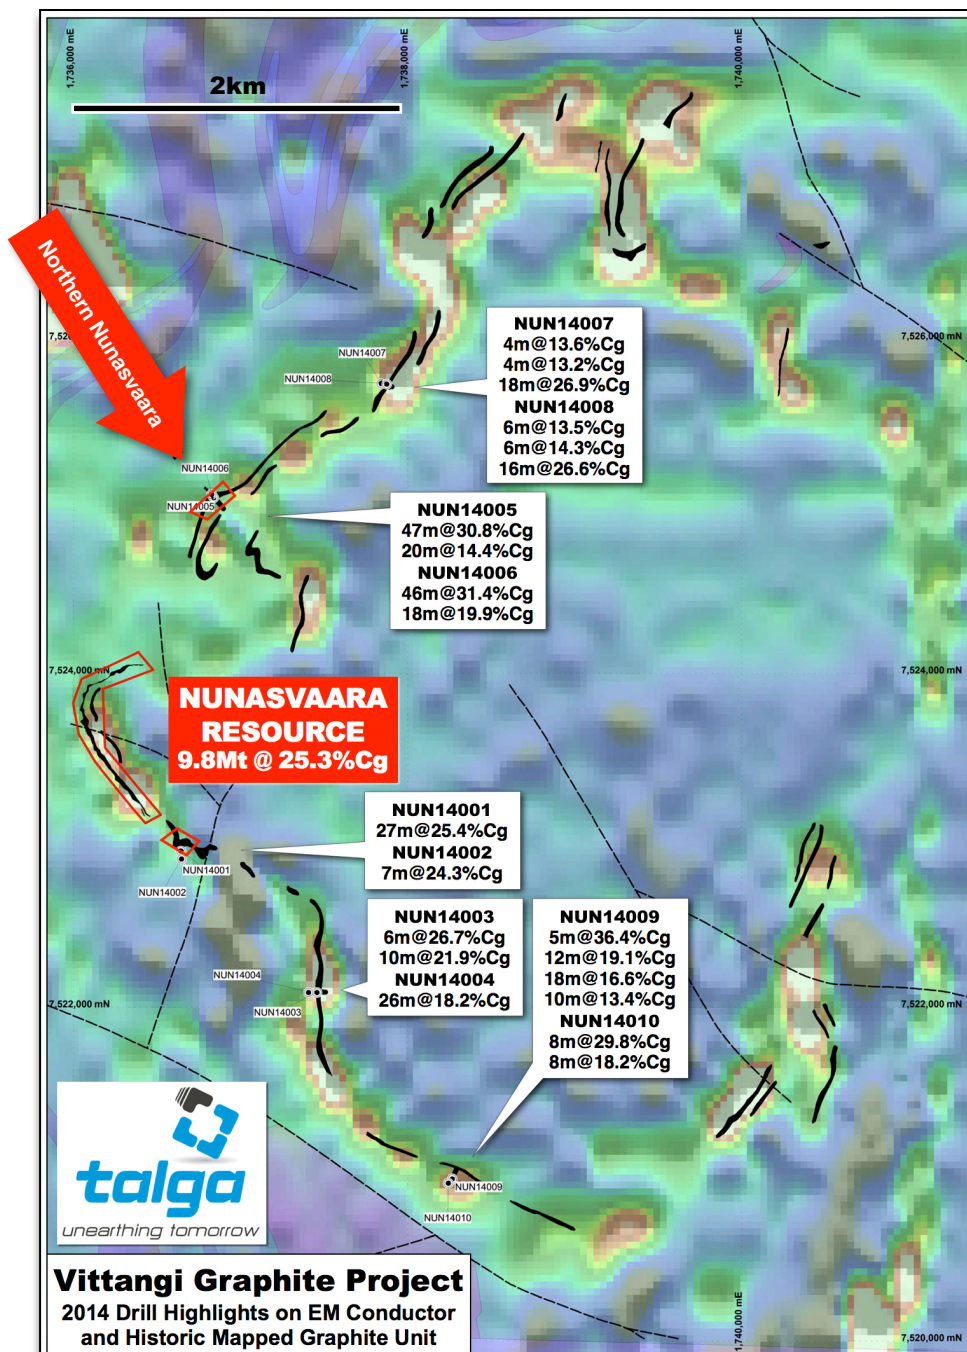 1,736,000 mE
1,738,000 mE
1,740,000 mE
2km
Northern Nunasvaara
7,526,000 mN
NUN14007
NUN14008
NUN14007
4m@13.6%Cg
4m@13.2%Cg
18m@26.9%Cg
NUN14008
6m@13.5%Cg
6m@14.3%Cg
16m@26.6%Cg
NUN14006
NUN14005
NUN14005
47m@30.8%Cg
20m@14.4%Cg
NUN14006
46m@31.4%Cg
18m@19.9%Cg
7,524,000 mN
7,524,000 mN
NUNASVAARA
RESOURCE
9.8Mt @ 25.3%Cg
NUN14001
27m@25.4%Cg
NUN14002
7m@24.3%Cg
NUN14001
NUN14002
NUN14003
6m@26.7%Cg
10m@21.9%Cg
NUN14004
26m@18.2%Cg
NUN14009
5m@36.4%Cg
12m@19.1%Cg
18m@16.6%Cg
10m@13.4%Cg
NUN14010
8m@29.8%Cg
8m@18.2%Cg
NUN14004
NUN14003
7,522,000 mN
7,522,000 mN
NUN14009
NUN14010
talga
unearthing tomorrow
Vittangi Graphite Project
2014 Drill Highlights on EM Conductor
and Historic Mapped Graphite Unit
1,740,000 mE
7,520,000 mN